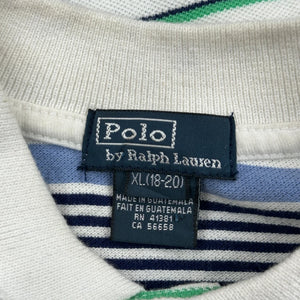 Polo
by Ralph Lauren
XL(18-20)
MADE IN GUATEMALA
FAIT EN GUATEMALA
RN 41381
CA 56658